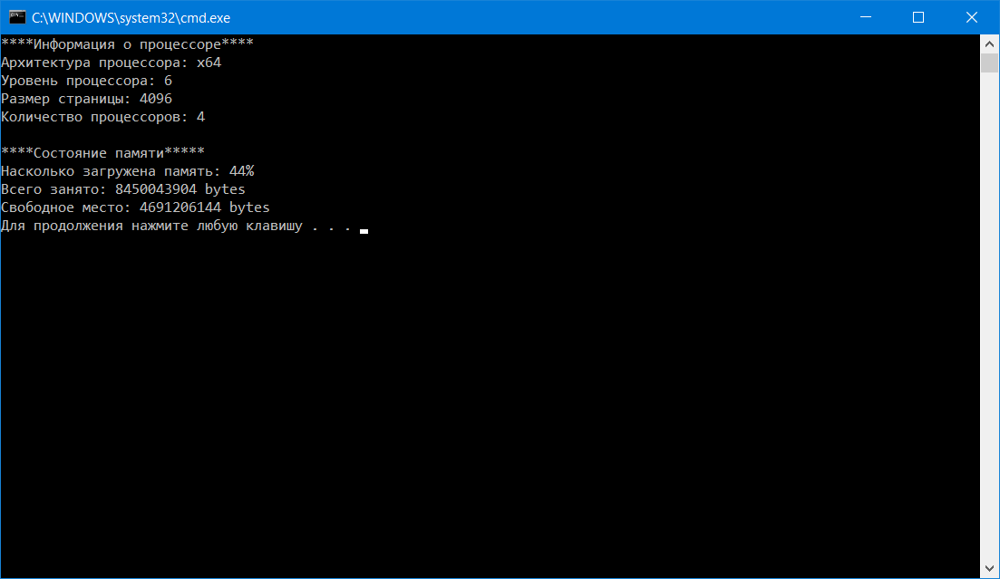 C:\WINDOWS\system32\cmd.exe
****Информация о процессоре****
Архитектура процессора: x64
Уровень процессора: 6
Размер страницы: 4096
Количество процессоров: 4
****Состояние памяти*****
Насколько загружена память: 44%
Всего занято: 8450043904 bytes
Свободное место: 4691206144 bytes
Для продолжения нажмите любую клавишу . . .